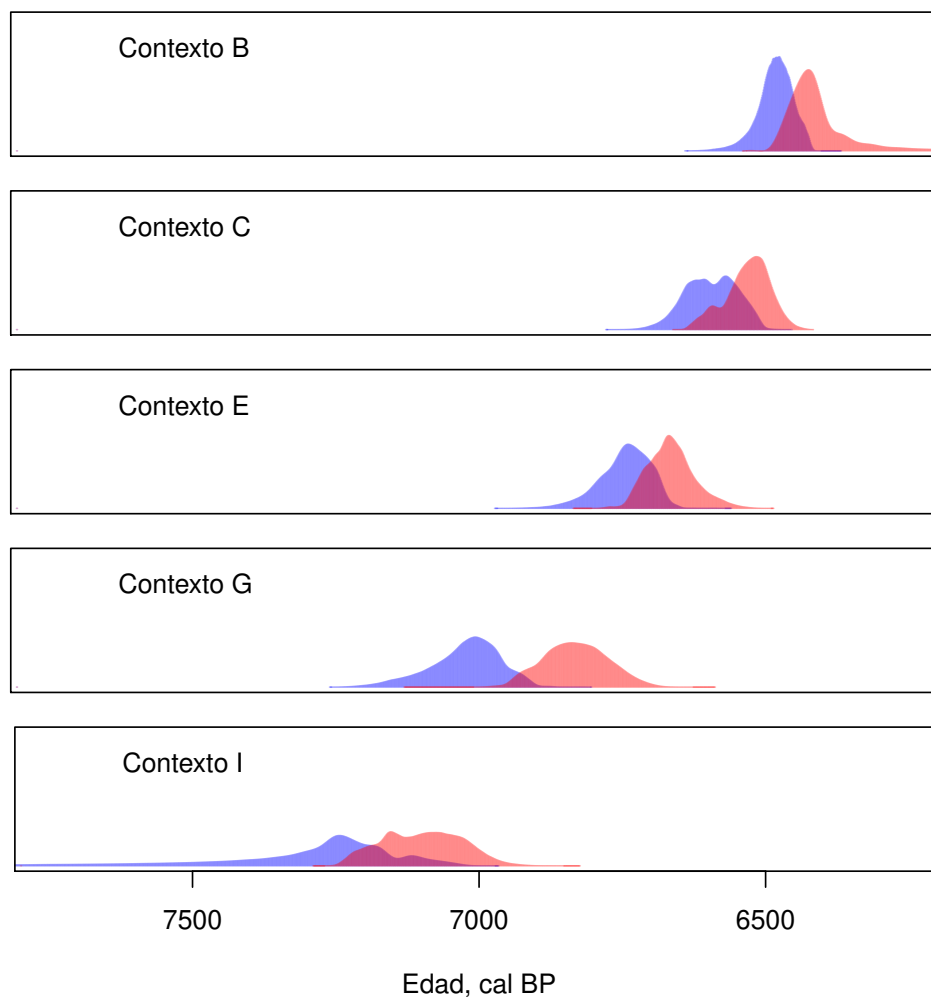 Contexto B
Contexto C
Contexto E
Contexto G
Contexto I
7500 7000 6500
Edad, cal BP